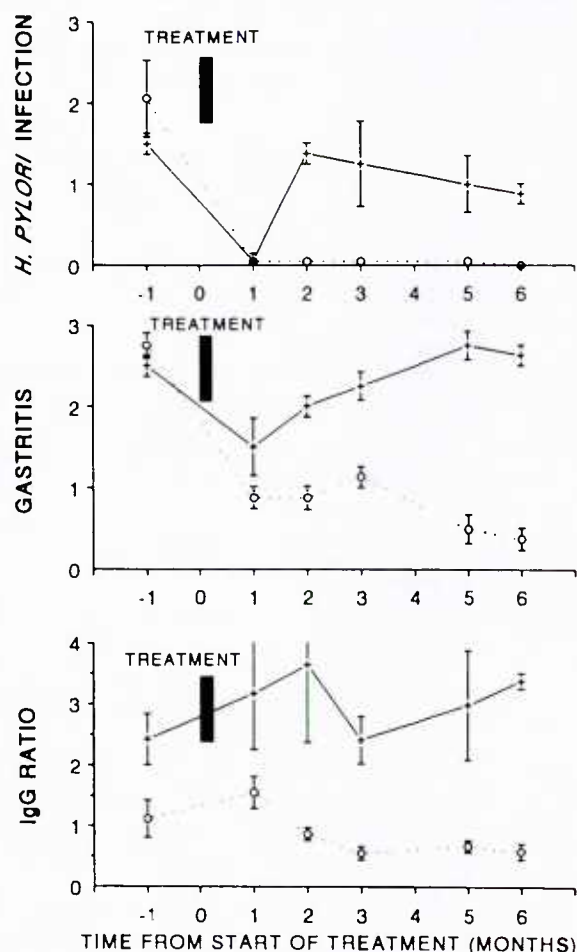 3
TREATMENT
2
1
0
H. PYLORI INFECTION
-1 0 1 2 3 4 5 6
TREATMENT
3
2
1
0
GASTRITIS
-1 0 1 2 3 4 5 6
4
TREATMENT
3
2
1
0
IgG RATIO
-1 0 1 2 3 4 5 6
TIME FROM START OF TREATMENT (MONTHS)